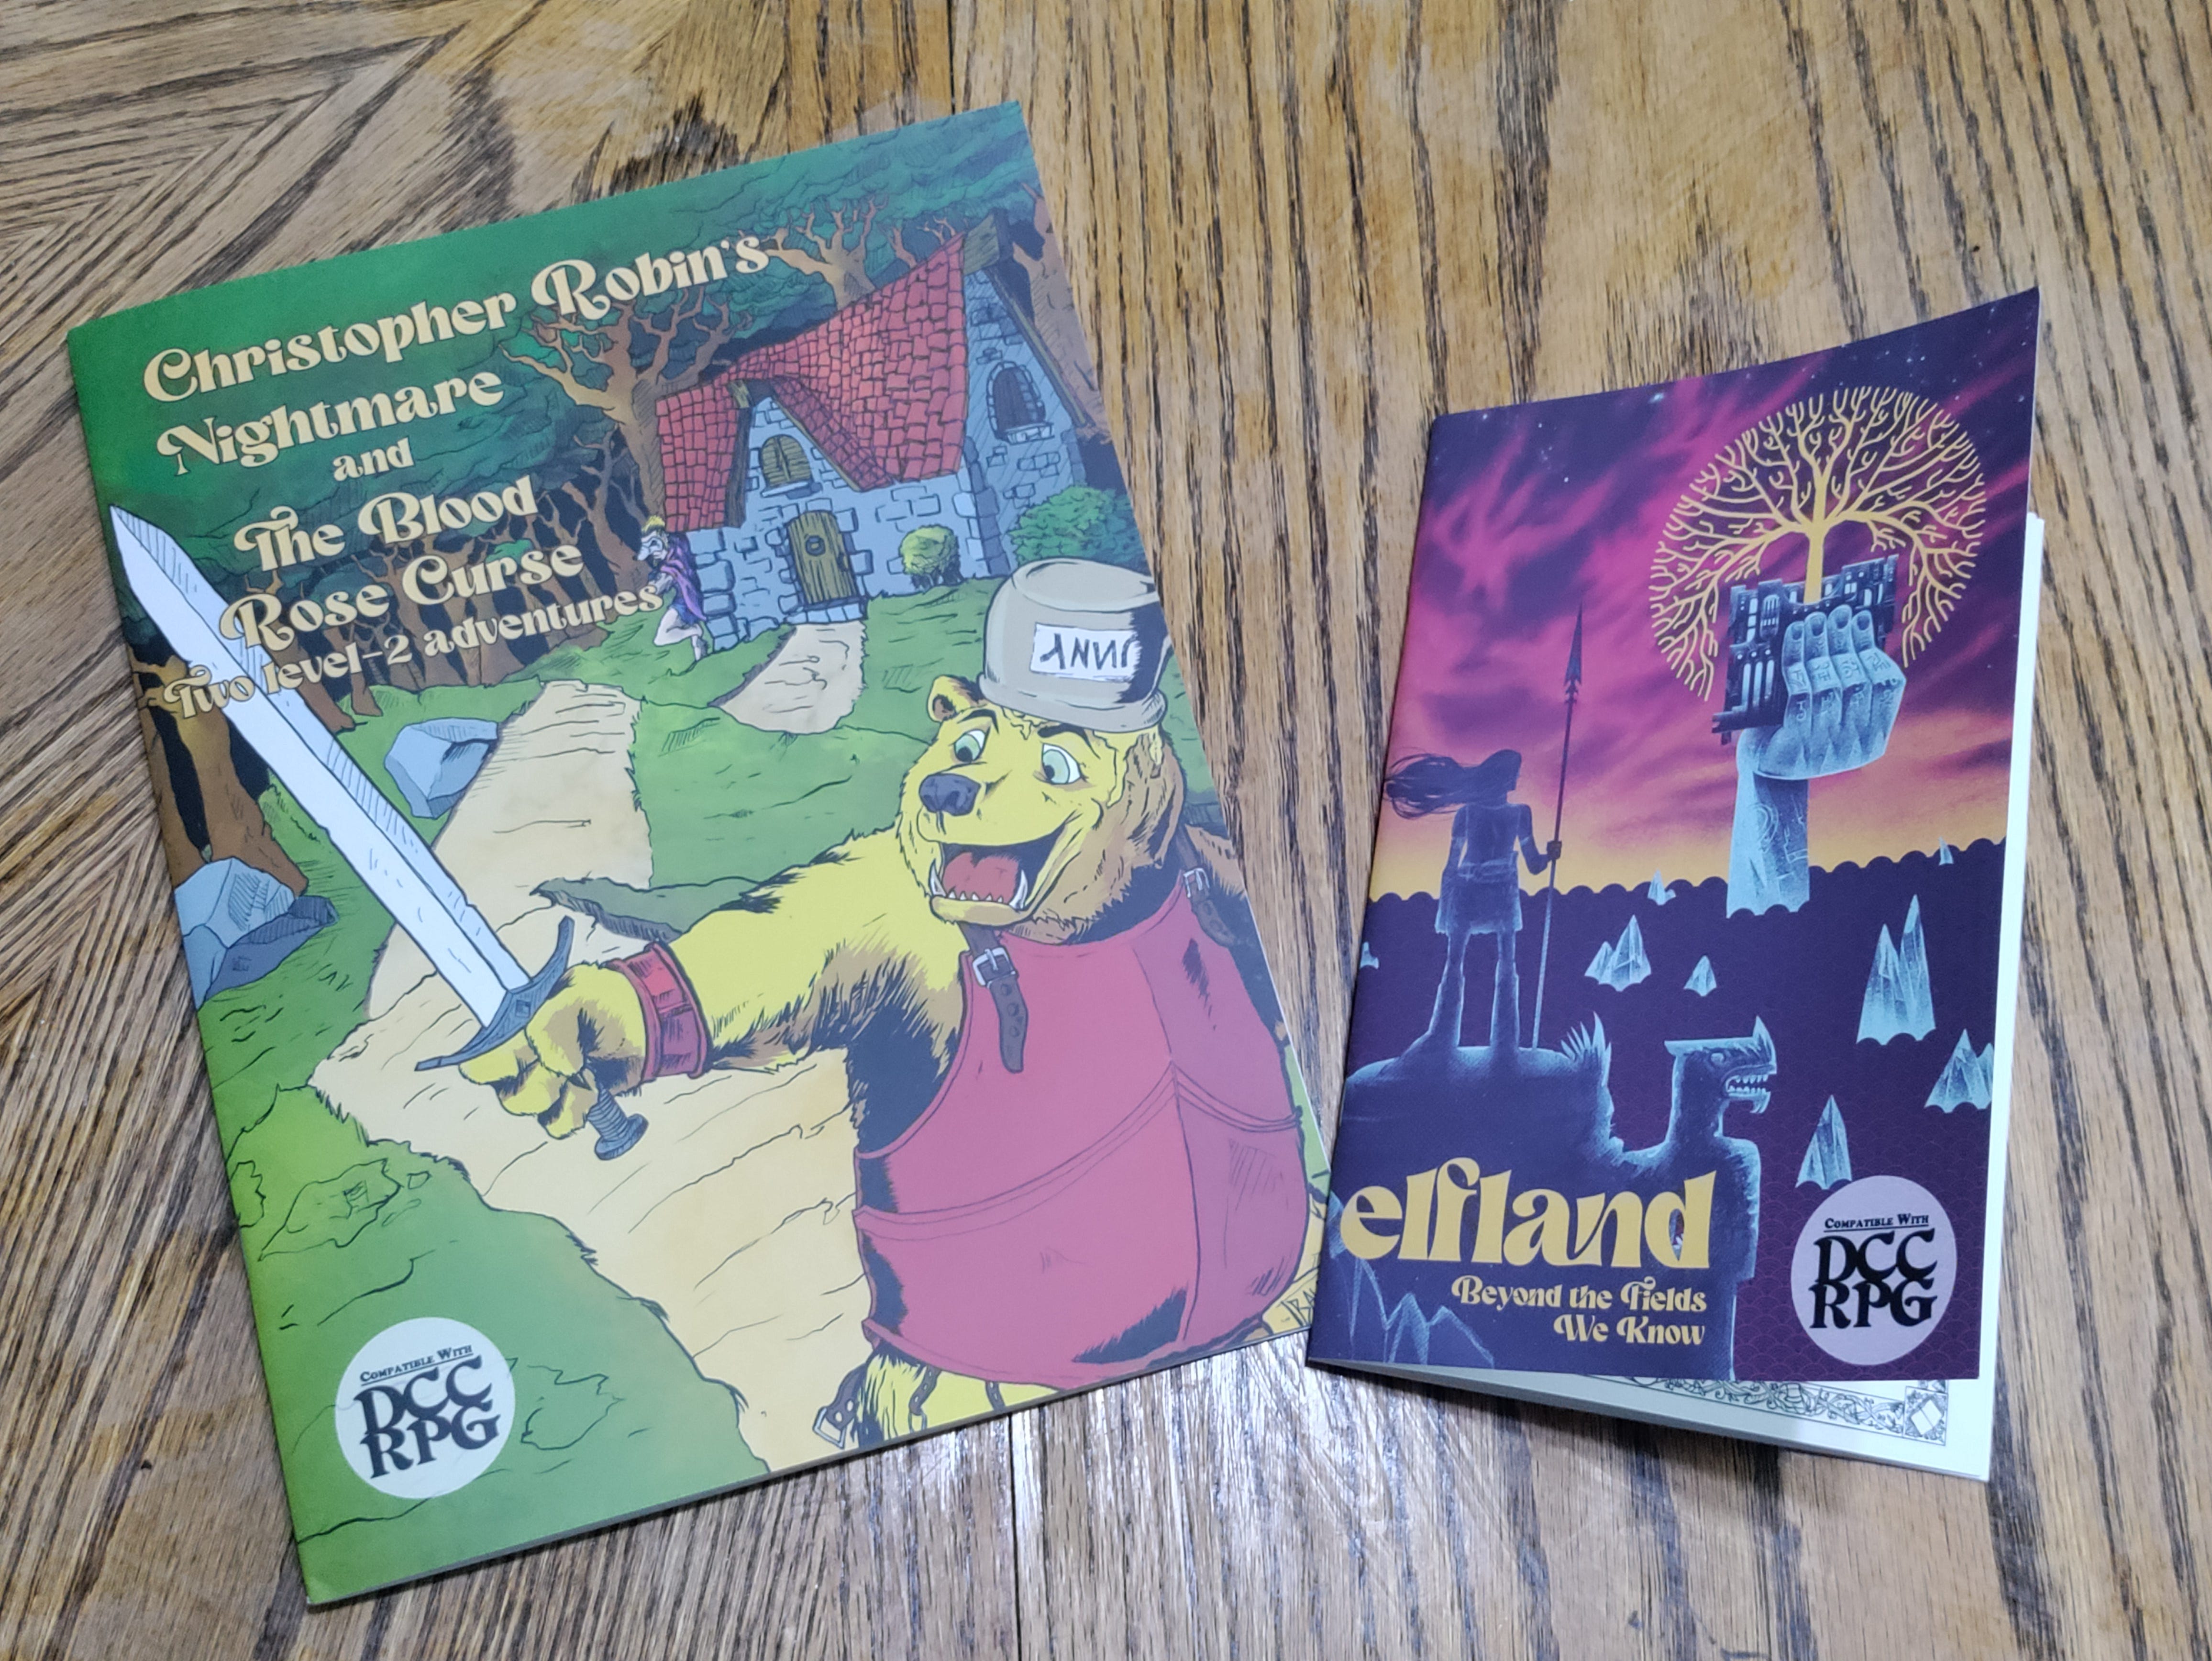 Christopher Robin's
Nightmare
and
The Blood
Rose Curse
Two level-2 adventures
COMPATIBLE WITH
DCC
RPG
elfland
Beyond the Fields
We Know
COMPATIBLE WITH
DCC
RPG